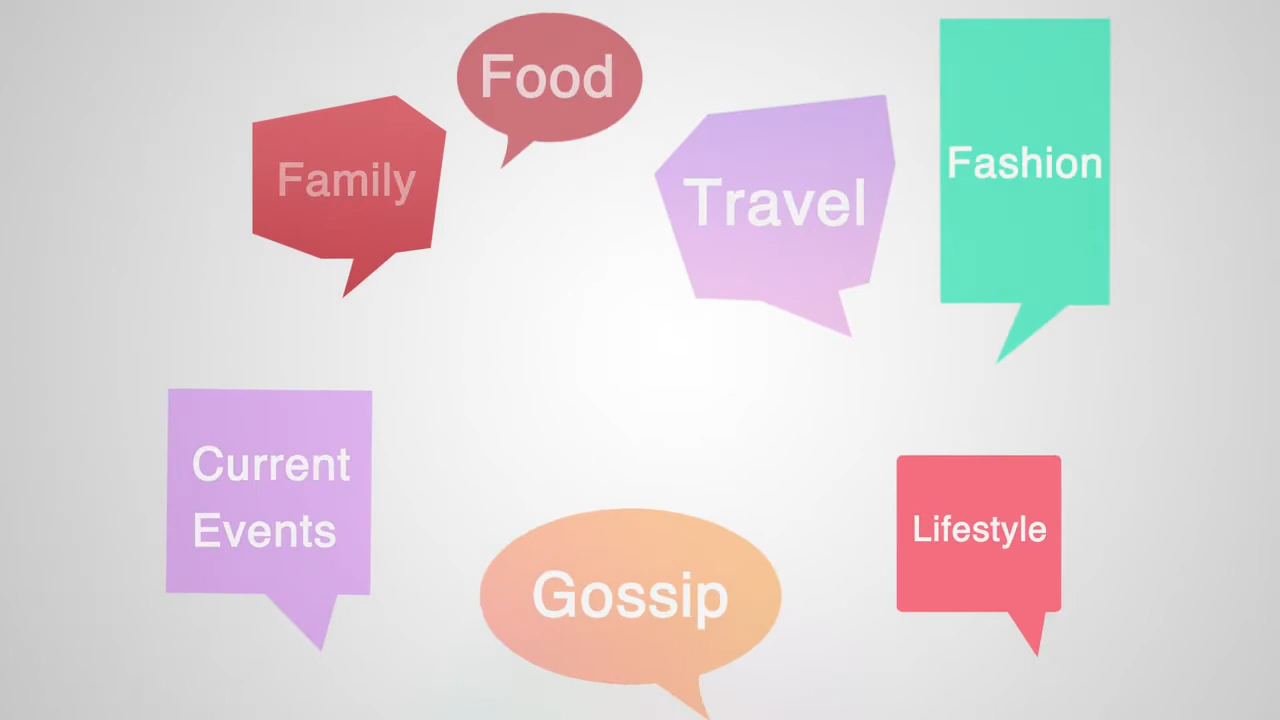 Food
Family
Travel
Fashion
Current
Events
Gossip
Lifestyle